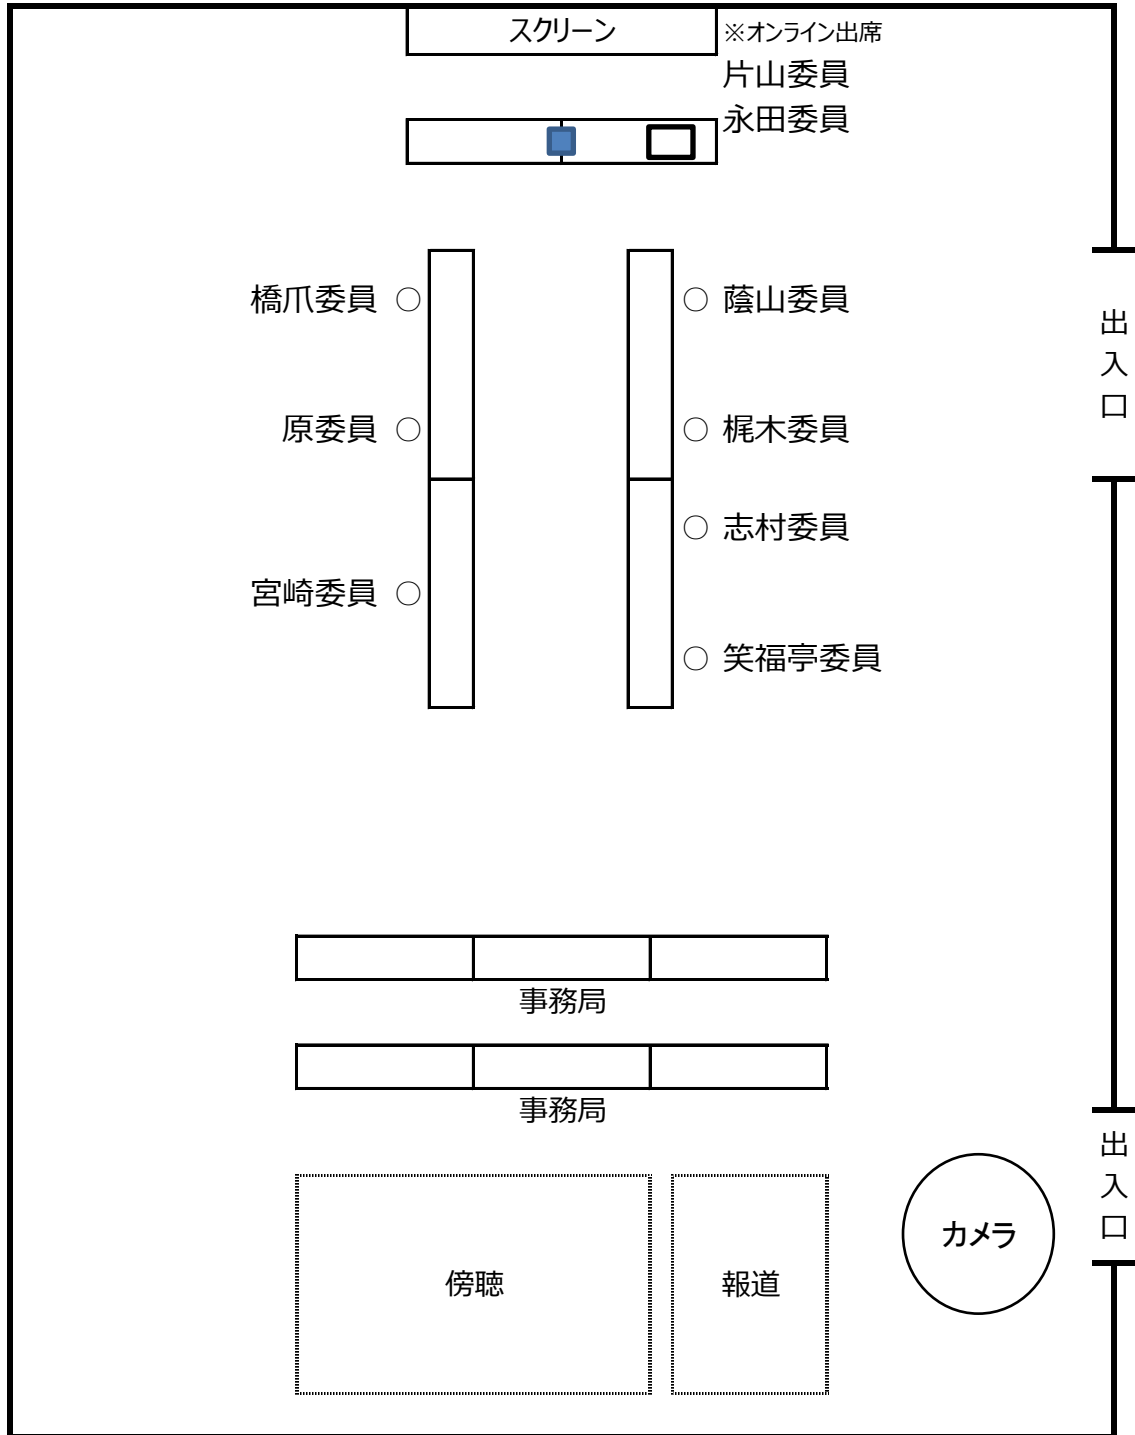 スクリーン
※オンライン出席
片山委員
永田委員
橋爪委員 ○
○ 蔭山委員
原委員 ○
○ 梶木委員
○ 志村委員
宮崎委員 ○
○ 笑福亭委員
出入口
事務局
事務局
出入口
カメラ
傍聴
報道